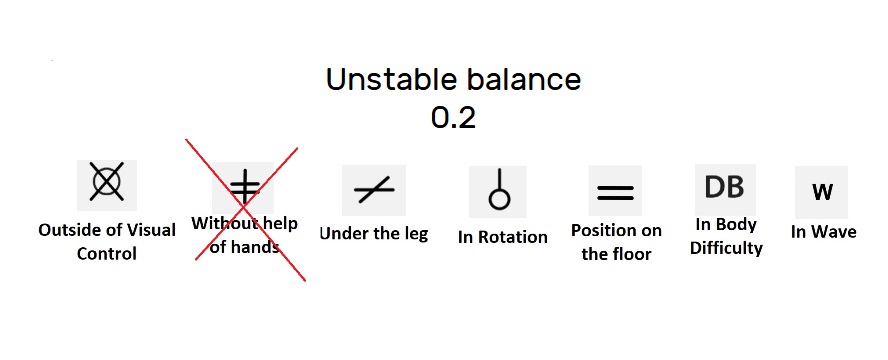 Unstable balance
0.2
DB
W
Outside of Visual
Control
Without help
of hands
Under the leg
In Rotation
Position on
the floor
In Body
Difficulty
In Wave